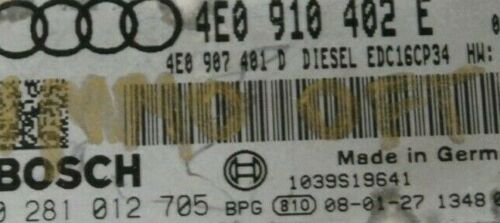 4E0 910 402 E
4E0 907 401 D DIESEL EDC16CP34 HW:
IMMO OFF
BOSCH
Made in Germ
1039S19641
0 281 012 705 BPG 810 08-01-27 1348